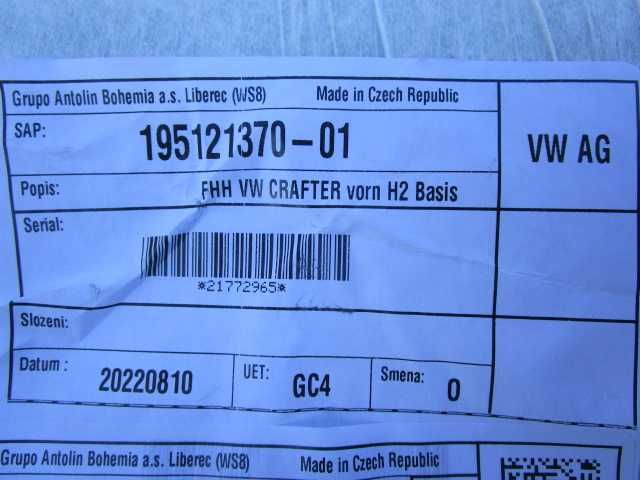 Grupo Antolin Bohemia a.s. Liberec (WS8) Made in Czech Republic
SAP: 195121370-01 VW AG
Popis: FHH VW CRAFTER vorn H2 Basis
Serial:
*21772965*
Slozeni:
Datum : 20220810 UET: GC4 Smena: 0
Grupo Antolin Bohemia a.s. Liberec (WS8) Made in Czech Republic